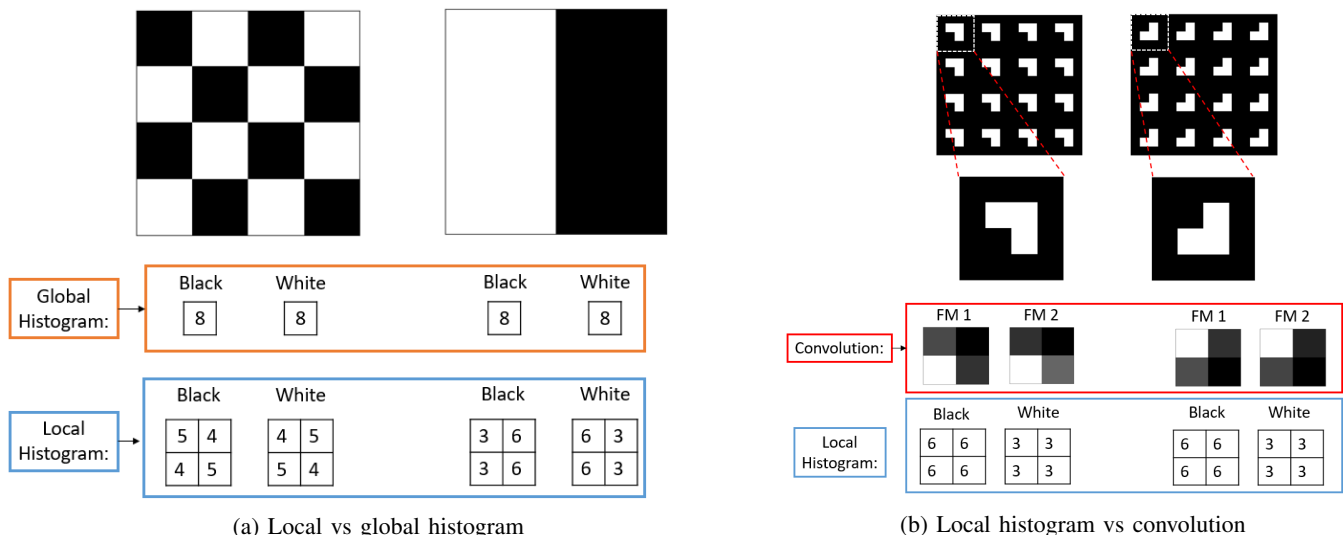 Global
Histogram:
Black White Black White
8 8 8 8
Local
Histogram:
Black White Black White
5 4 4 5 3 6 6 3
4 5 5 4 3 6 6 3
(a) Local vs global histogram
Convolution:
FM 1 FM 2 FM 1 FM 2
Local
Histogram:
Black White Black White
6 6 3 3 6 6 3 3
6 6 3 3 6 6 3 3
(b) Local histogram vs convolution